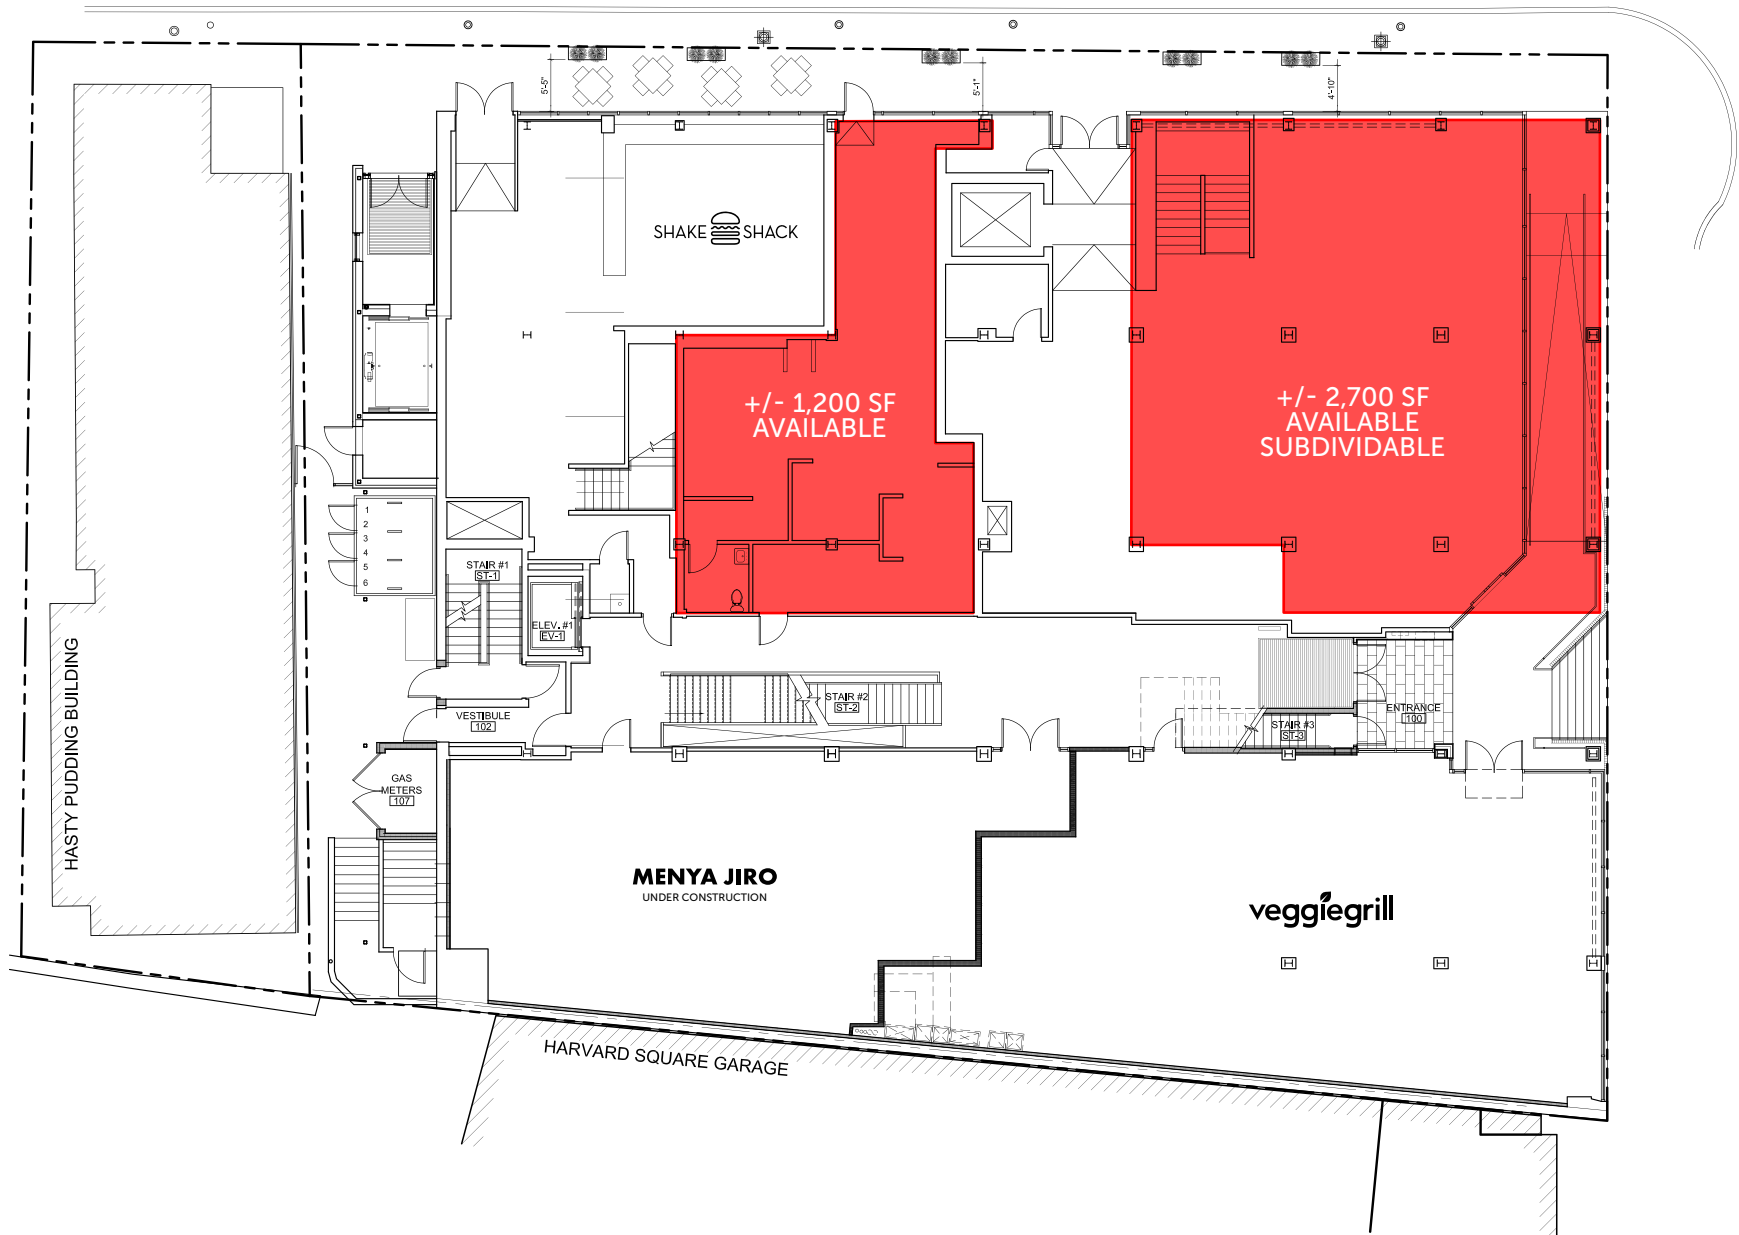 5'-5"
5'-1"
4'-10"
SHAKE SHACK
+/- 1,200 SF
AVAILABLE
+/- 2,700 SF
AVAILABLE
SUBDIVIDABLE
1
2
3
4
5
6
STAIR #1
ST-1
ELEV. #1
EV-1
HASTY PUDDING BUILDING
VESTIBULE
102
STAIR #2
ST-2
STAIR #3
ST-3
ENTRANCE
100
GAS
METERS
107
MENYA JIRO
UNDER CONSTRUCTION
veggiegrill
HARVARD SQUARE GARAGE